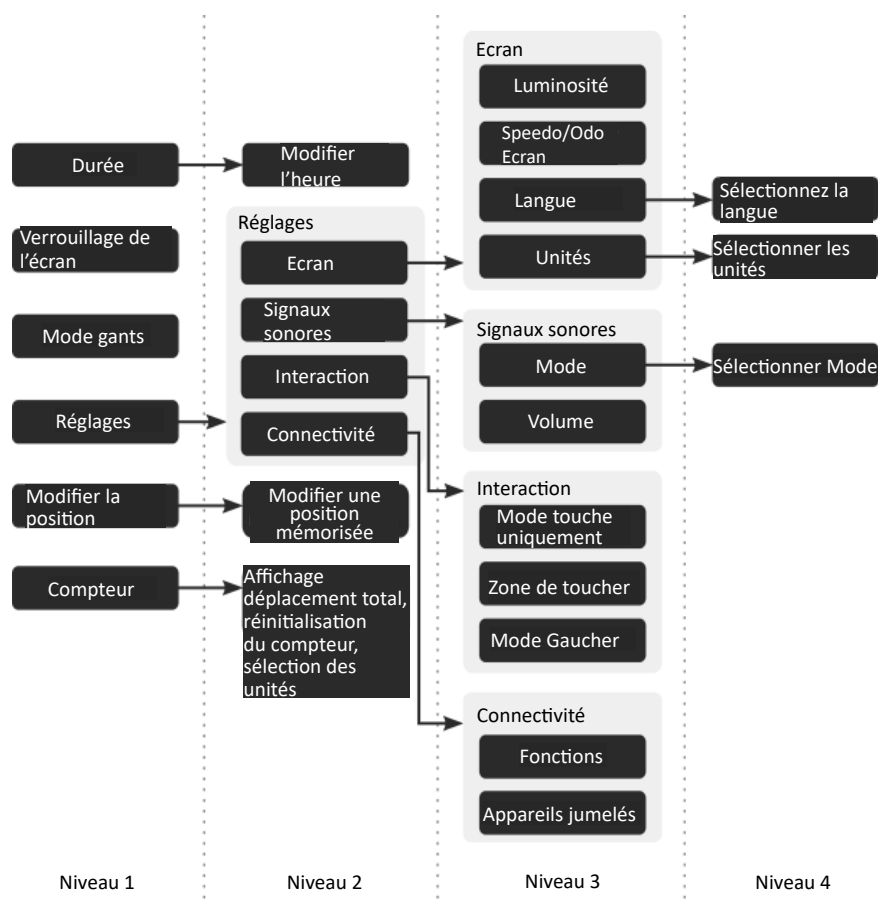 Durée
Verrouillage de
l’écran
Mode gants
Réglages
Modifier la
position
Compteur
Niveau 1
Modifier
l’heure
Réglages
Ecran
Signaux
sonores
Interaction
Connectivité
Modifier une
position
mémorisée
Affichage
déplacement total,
réinitialisation
du compteur,
sélection des
unités
Niveau 2
Ecran
Luminosité
Speedo/Odo
Ecran
Langue
Unités
Signaux sonores
Mode
Volume
Interaction
Mode touche
uniquement
Zone de toucher
Mode Gaucher
Connectivité
Fonctions
Appareils jumelés
Niveau 3
Sélectionnez la
langue
Sélectionner les
unités
Sélectionner Mode
Niveau 4